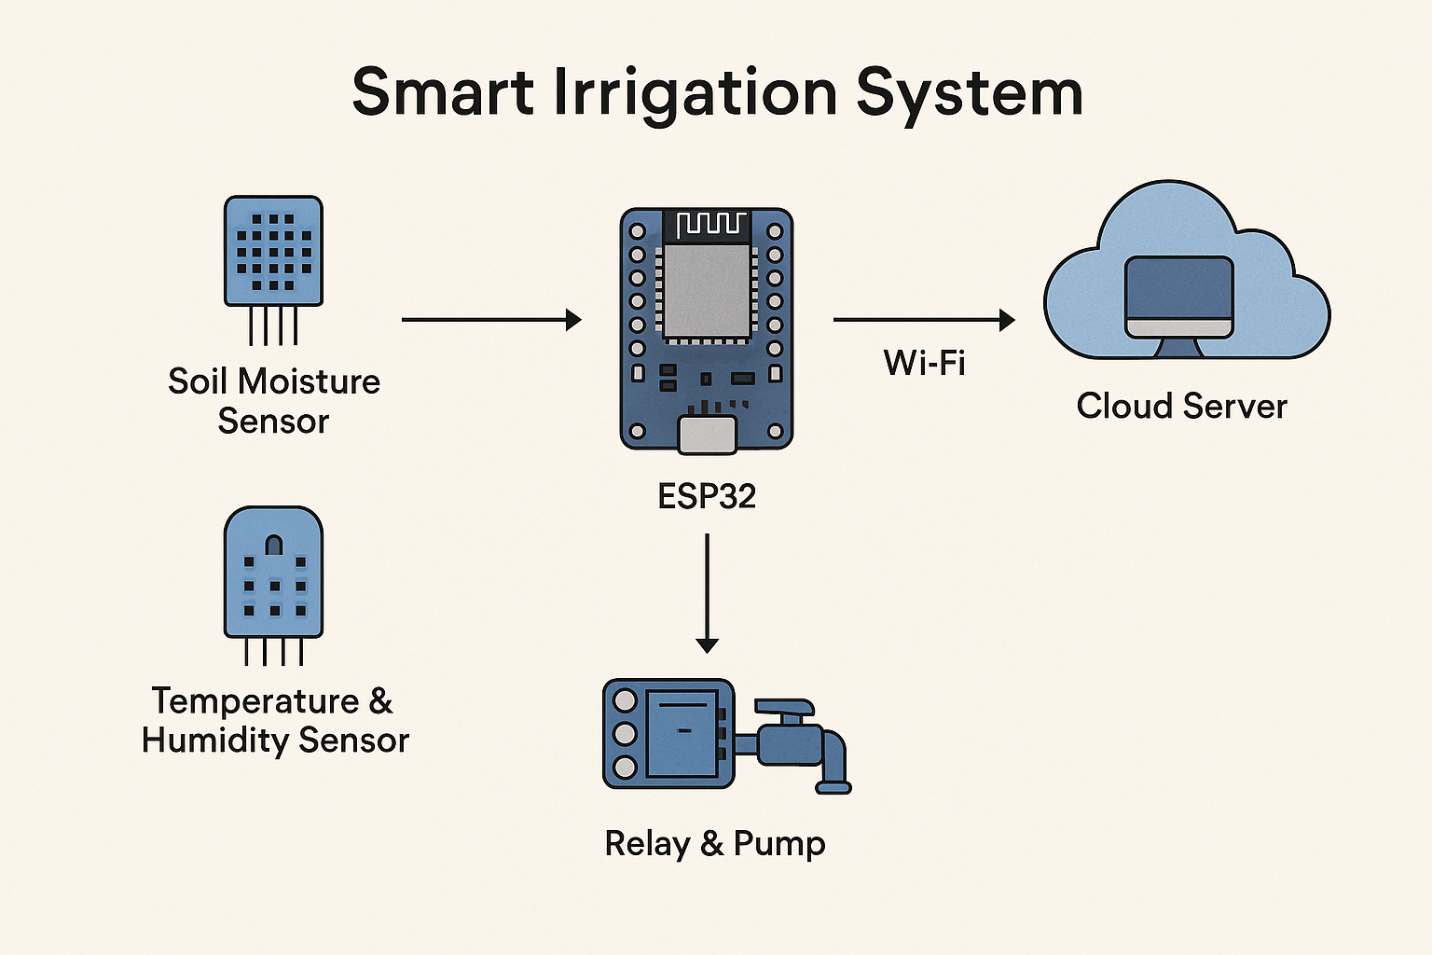 Smart Irrigation System
Soil Moisture
Sensor
ESP32
Wi-Fi
Cloud Server
Temperature &
Humidity Sensor
Relay & Pump